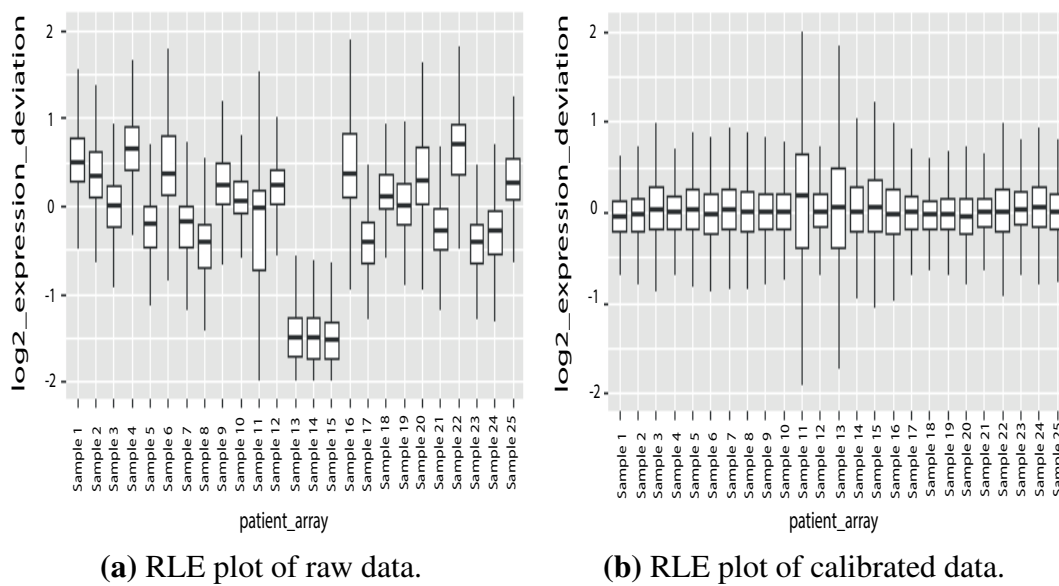 log2_expression_deviation
2
1
0
-1
-2
Sample 1
Sample 2
Sample 3
Sample 4
Sample 5
Sample 6
Sample 7
Sample 8
Sample 9
Sample 10
Sample 11
Sample 12
Sample 13
Sample 14
Sample 15
Sample 16
Sample 17
Sample 18
Sample 19
Sample 20
Sample 21
Sample 22
Sample 23
Sample 24
Sample 25
patient_array
(a) RLE plot of raw data.
log2_expression_deviation
2
1
0
-1
-2
Sample 1
Sample 2
Sample 3
Sample 4
Sample 5
Sample 6
Sample 7
Sample 8
Sample 9
Sample 10
Sample 11
Sample 12
Sample 13
Sample 14
Sample 15
Sample 16
Sample 17
Sample 18
Sample 19
Sample 20
Sample 21
Sample 22
Sample 23
Sample 24
Sample 25
patient_array
(b) RLE plot of calibrated data.